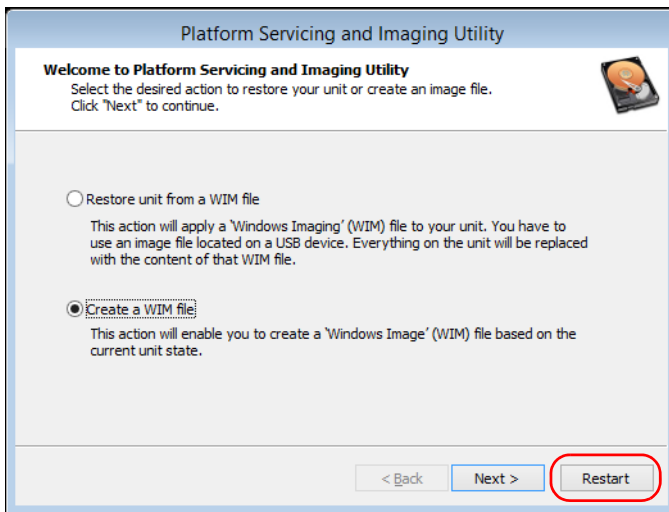 Platform Servicing and Imaging Utility
Welcome to Platform Servicing and Imaging Utility
Select the desired action to restore your unit or create an image file.
Click "Next" to continue.
Restore unit from a WIM file
This action will apply a 'Windows Imaging' (WIM) file to your unit. You have to
use an image file located on a USB device. Everything on the unit will be replaced
with the content of that WIM file.
Create a WIM file
This action will enable you to create a 'Windows Image' (WIM) file based on the
current unit state.
< Back
Next >
Restart